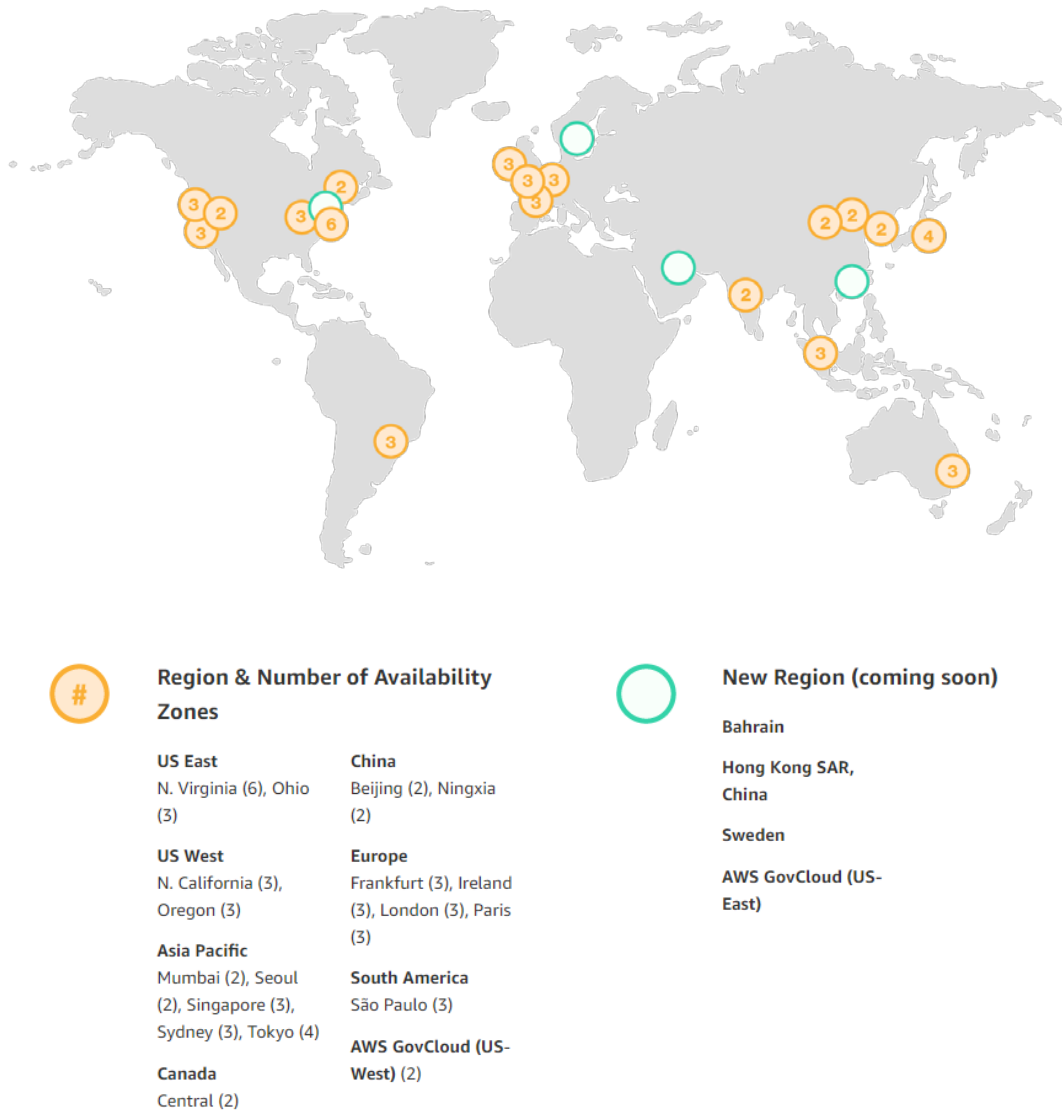 2
3
2
3
3
6
3
3
3
3
2
2
2
4
2
3
3
3
#
Region & Number of Availability
Zones
US East
N. Virginia (6), Ohio
(3)
US West
N. California (3),
Oregon (3)
Asia Pacific
Mumbai (2), Seoul
(2), Singapore (3),
Sydney (3), Tokyo (4)
Canada
Central (2)
China
Beijing (2), Ningxia
(2)
Europe
Frankfurt (3), Ireland
(3), London (3), Paris
(3)
South America
São Paulo (3)
AWS GovCloud (US-
West) (2)
New Region (coming soon)
Bahrain
Hong Kong SAR,
China
Sweden
AWS GovCloud (US-
East)